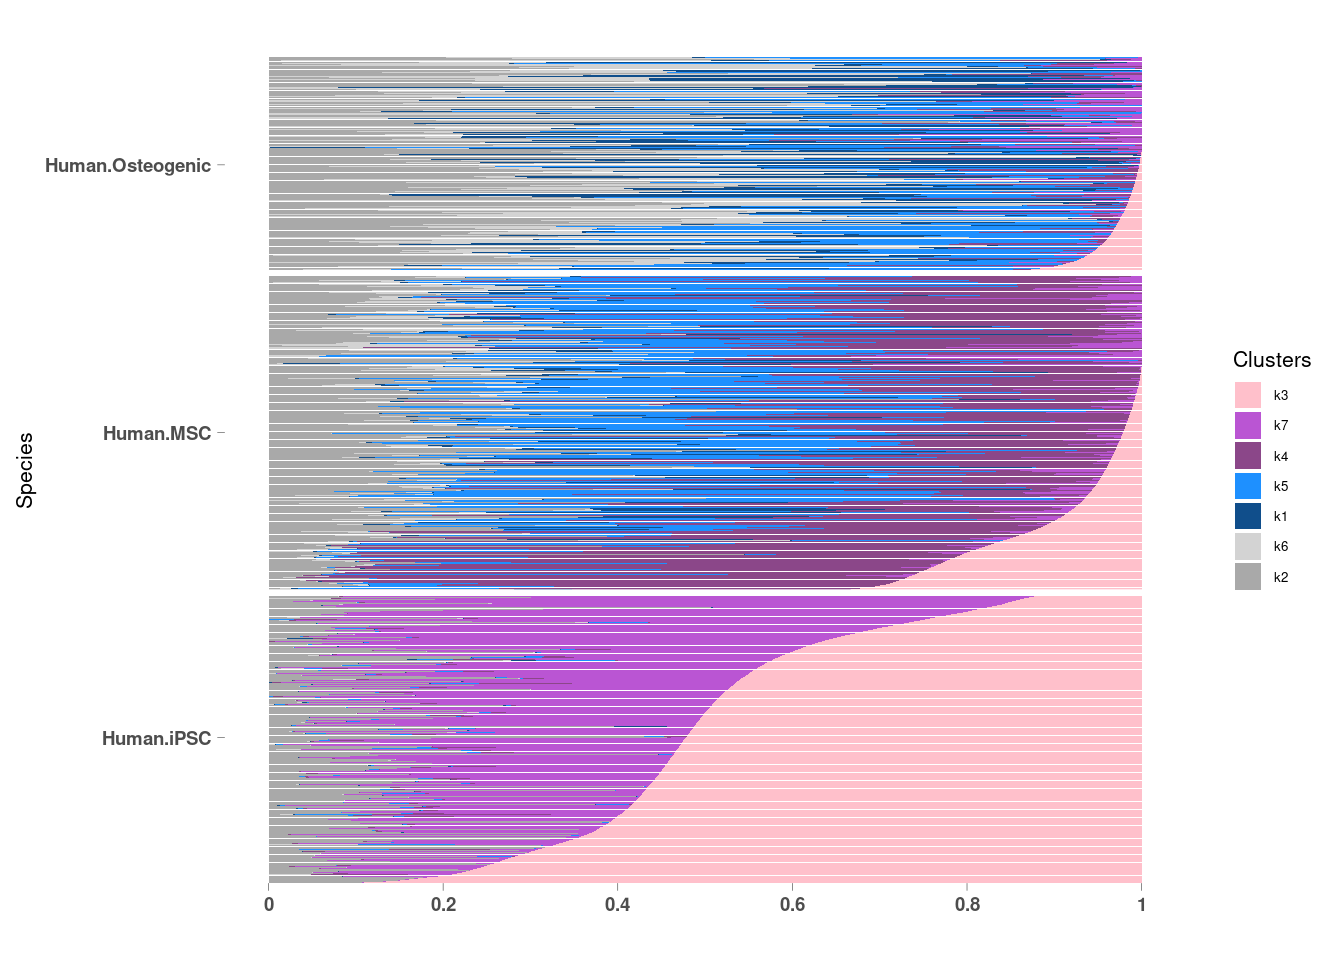 Human.Osteogenic
Human.MSC
Human.iPSC
Species
0 0.2 0.4 0.6 0.8 1
Clusters
k3
k7
k4
k5
k1
k6
k2